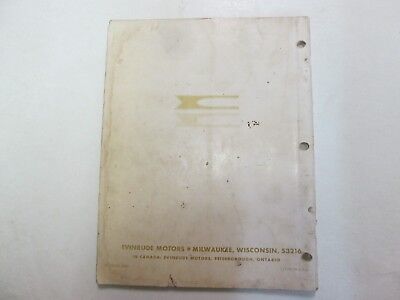 EVINRUDE MOTORS • MILWAUKEE, WISCONSIN, 53216
IN CANADA: EVINRUDE MOTORS, PETERBOROUGH, ONTARIO